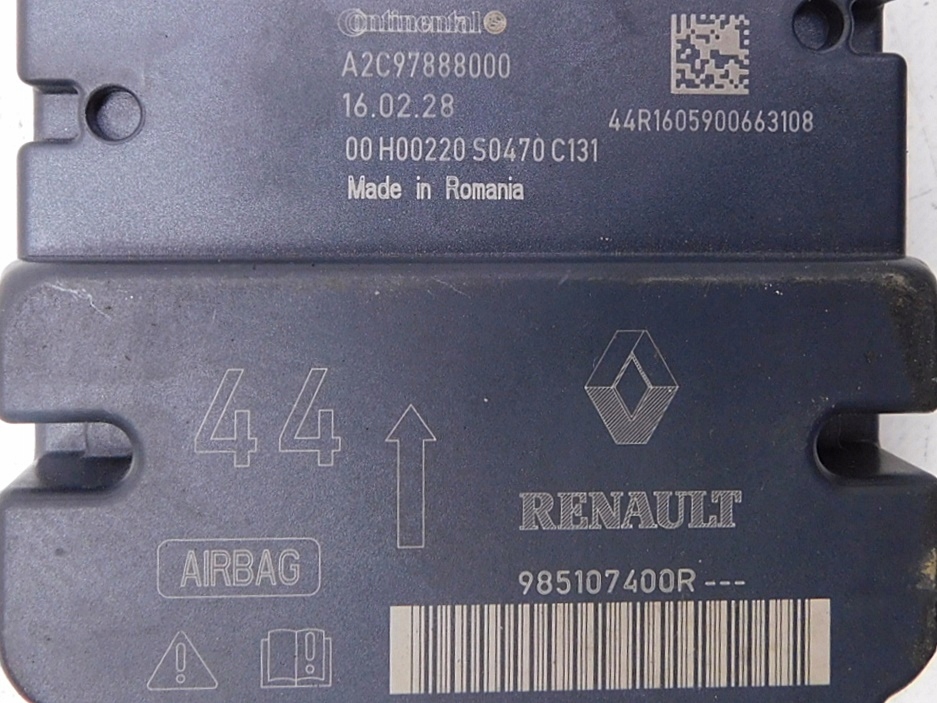 Continental
A2C97888000
16.02.28
44R1605900663108
00 H00220 S0470 C131
Made in Romania
44
RENAULT
AIRBAG
985107400R ---